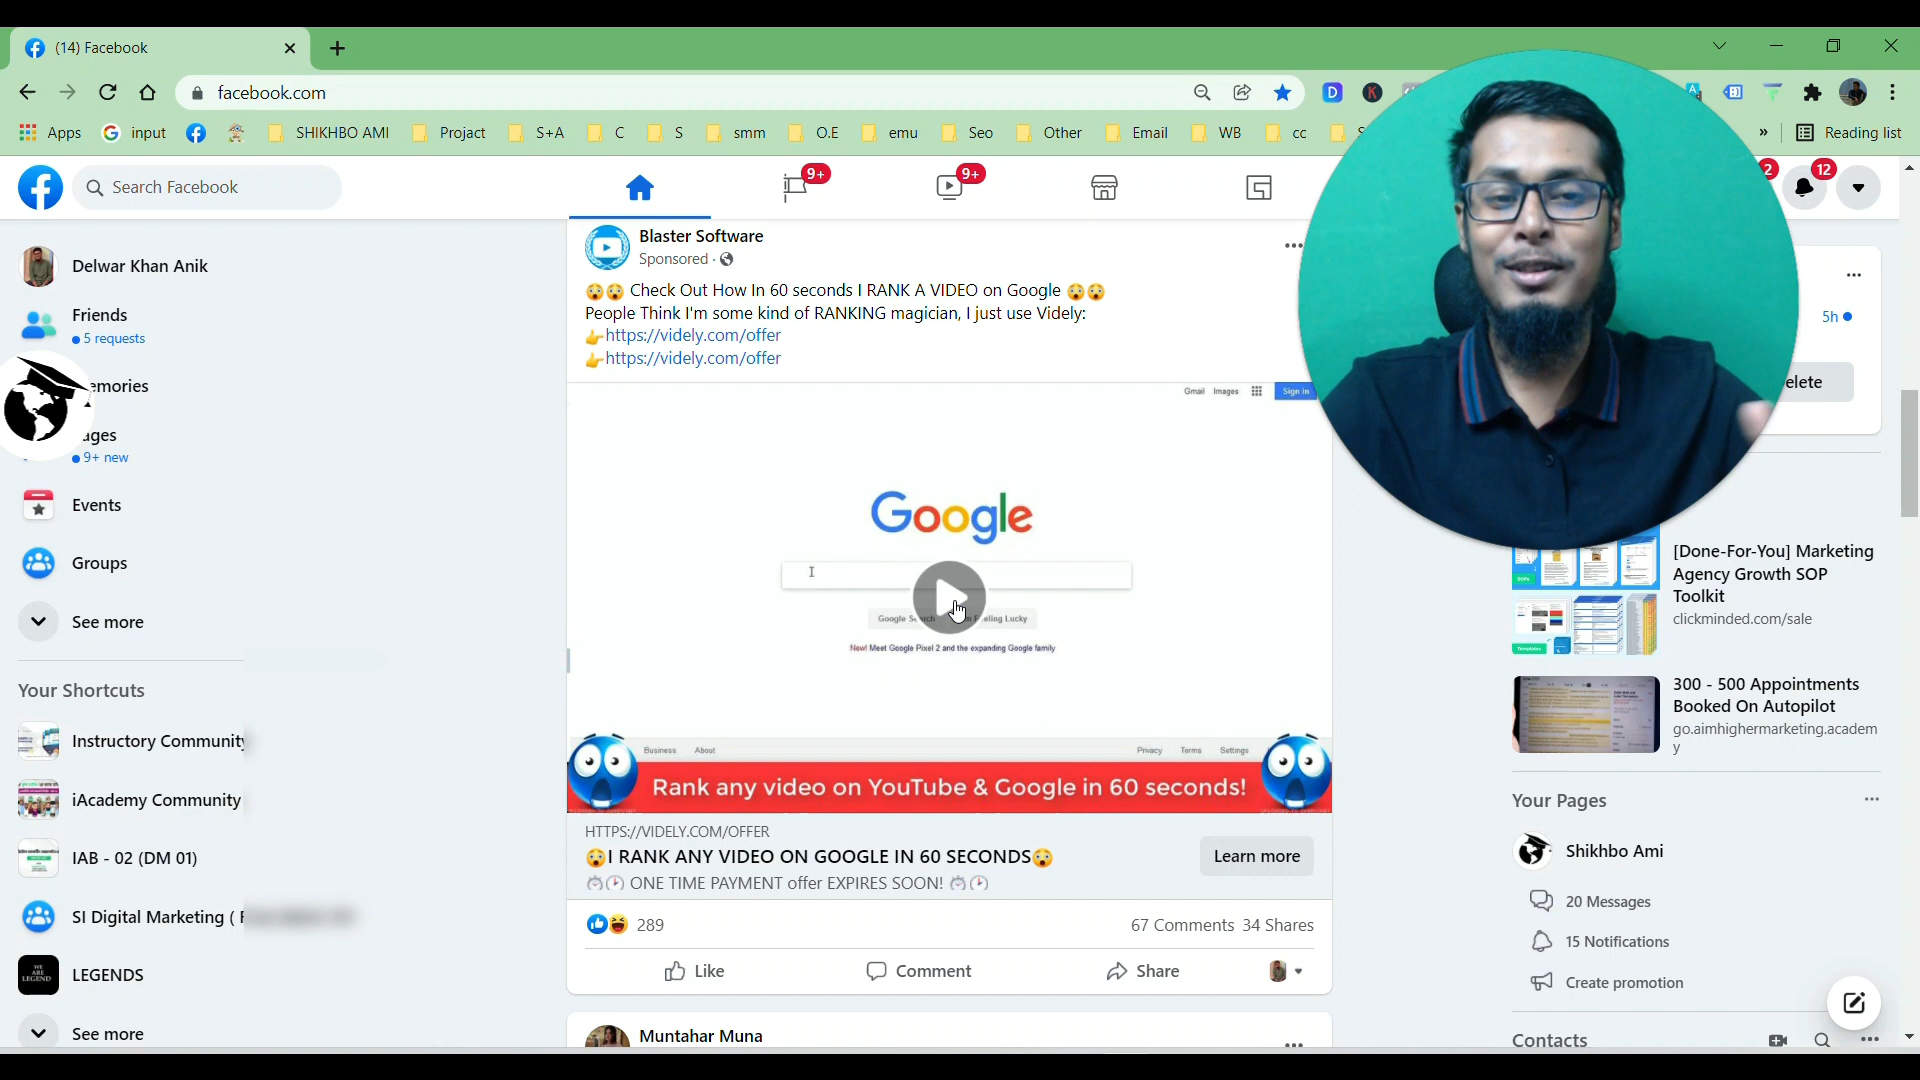 (14) Facebook
facebook.com
Apps
input
SHIKHBO AMI
Projact
S+A
C
S
smm
O.E
emu
Seo
Other
Email
WB
cc
»
Reading list
Search Facebook
9+
9+
2
12
Delwar Khan Anik
Friends
5 requests
emories
ages
9+ new
Events
Groups
See more
Your Shortcuts
Instructory Community
iAcademy Community
IAB - 02 (DM 01)
SI Digital Marketing (
LEGENDS
See more
Blaster Software
Sponsored ·
Check Out How In 60 seconds I RANK A VIDEO on Google
People Think I'm some kind of RANKING magician, I just use Videly:
https://videly.com/offer
https://videly.com/offer
Gmail Images Sign in
Google
Google Se ch eling Lucky
New! Meet Google Pixel 2 and the expanding Google family
Business About Privacy Terms Settings
Rank any video on YouTube & Google in 60 seconds!
HTTPS://VIDELY.COM/OFFER
I RANK ANY VIDEO ON GOOGLE IN 60 SECONDS
ONE TIME PAYMENT offer EXPIRES SOON!
Learn more
289
67 Comments 34 Shares
Like
Comment
Share
Muntahar Muna
5h
elete
[Done-For-You] Marketing
Agency Growth SOP
Toolkit
clickminded.com/sale
300 - 500 Appointments
Booked On Autopilot
go.aimhighermarketing.academ
y
Your Pages
Shikhbo Ami
20 Messages
15 Notifications
Create promotion
Contacts